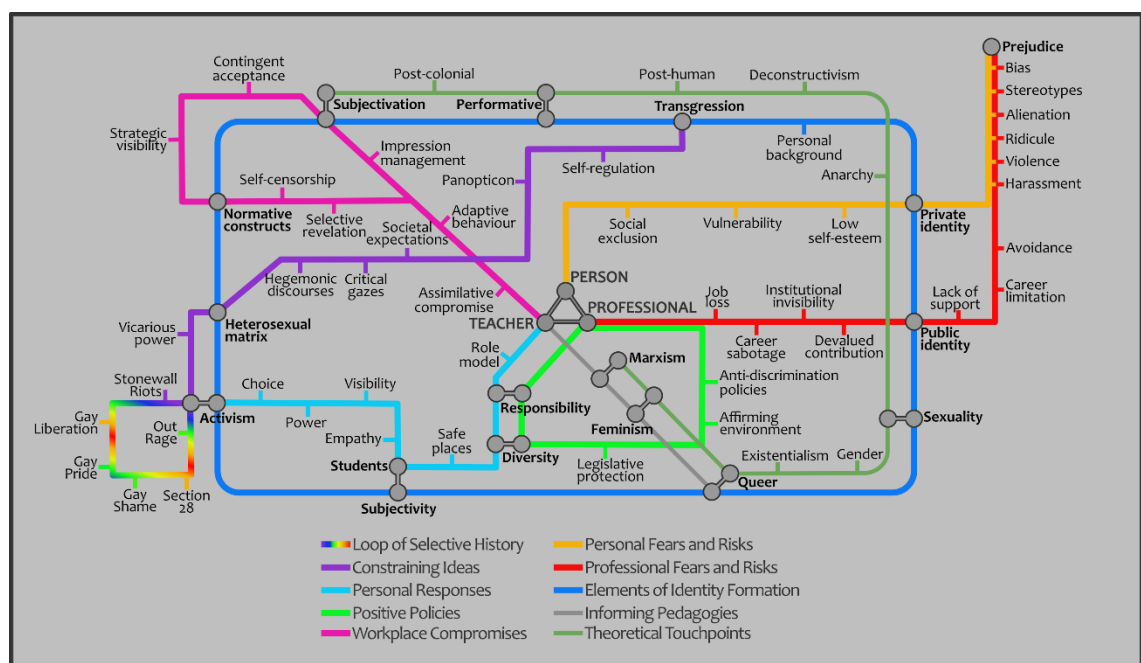 Contingent
acceptance
Post-colonial
Post-human
Deconstructivism
Prejudice
Bias
Stereotypes
Alienation
Ridicule
Violence
Harassment
Subjectivation
Performative
Transgression
Strategic
visibility
Impression
management
Personal
background
Self-regulation
Panopticon
Anarchy
Self-censorship
Normative
constructs
Selective
revelation
Societal
expectations
Adaptive
behaviour
Social
exclusion
Vulnerability
Low
self-esteem
Private
identity
Avoidance
Hegemonic
discourses
Critical
gazes
Assimilative
compromise
PERSON
PROFESSIONAL
TEACHER
Job
loss
Institutional
invisibility
Lack of
support
Career
limitation
Vicarious
power
Heterosexual
matrix
Role
model
Career
sabotage
Devalued
contribution
Public
identity
Marxism
Anti-discrimination
policies
Stonewall
Riots
Choice
Visibility
Gay
Liberation
Out
Rage
Activism
Power
Empathy
Safe
places
Responsibility
Feminism
Affirming
environment
Sexuality
Gay
Pride
Students
Diversity
Existentialism
Gender
Gay
Shame
Section
28
Subjectivity
Legislative
protection
Queer
Loop of Selective History
Constraining Ideas
Personal Responses
Positive Policies
Workplace Compromises
Personal Fears and Risks
Professional Fears and Risks
Elements of Identity Formation
Informing Pedagogies
Theoretical Touchpoints